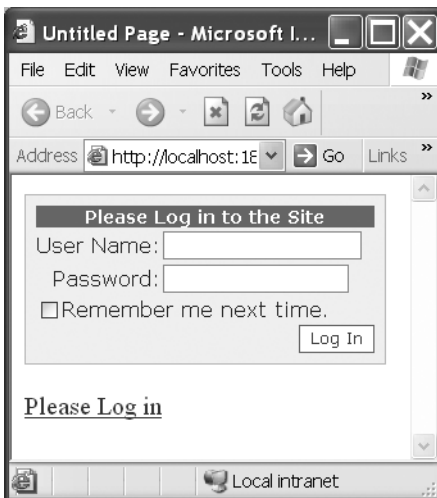 Untitled Page - Microsoft I...
File Edit View Favorites Tools Help
Back
Address http://localhost:18 Go Links
Please Log in to the Site
User Name:
Password:
Remember me next time.
Log In
Please Log in
Local intranet